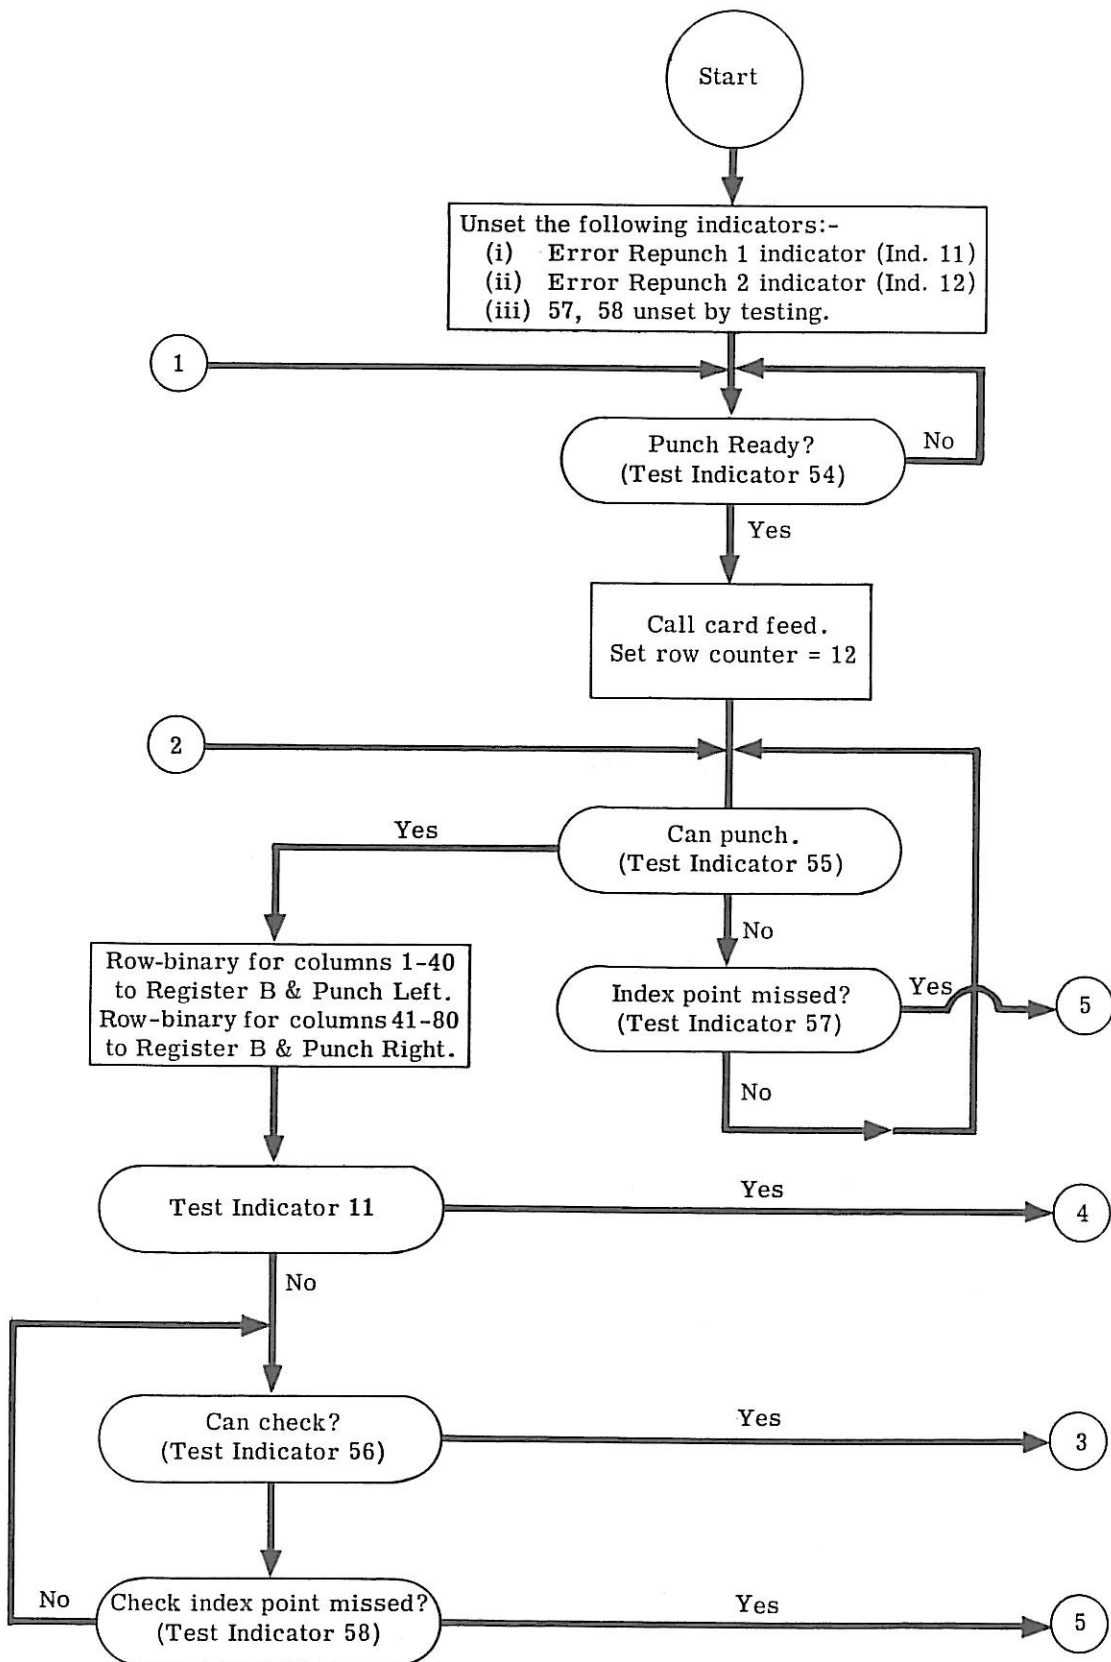 Start
Unset the following indicators:-
(i) Error Repunch 1 indicator (Ind. 11)
(ii) Error Repunch 2 indicator (Ind. 12)
(iii) 57, 58 unset by testing.
1
Punch Ready?
(Test Indicator 54)
No
Yes
Call card feed.
Set row counter = 12
2
Can punch.
(Test Indicator 55)
Yes
No
Row-binary for columns 1-40
to Register B & Punch Left.
Row-binary for columns 41-80
to Register B & Punch Right.
Index point missed?
(Test Indicator 57)
Yes
5
No
Test Indicator 11
Yes
4
No
Can check?
(Test Indicator 56)
Yes
3
Check index point missed?
(Test Indicator 58)
No
Yes
5